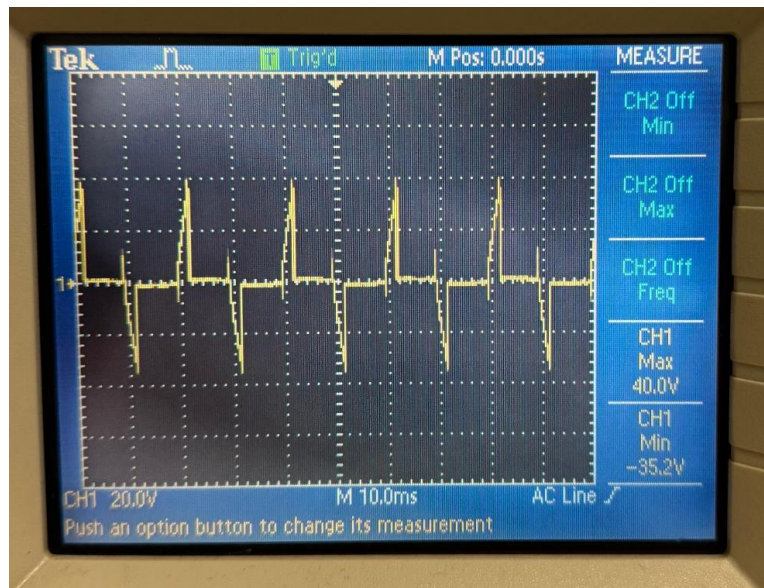 Tek Trig'd M Pos: 0.000s MEASURE
CH2 Off
Min
CH2 Off
Max
CH2 Off
Freq
1
CH1
Max
40.0V
CH1
Min
-35.2V
CH1 20.0V M 10.0ms AC Line
Push an option button to change its measurement